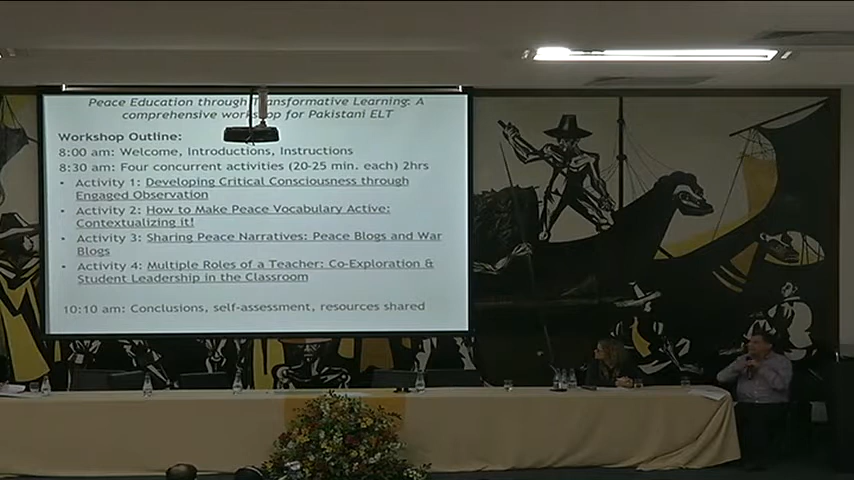 Peace Education through Transformative Learning: A
comprehensive workshop for Pakistani ELT
Workshop Outline:
8:00 am: Welcome, Introductions, Instructions
8:30 am: Four concurrent activities (20-25 min. each) 2hrs
• Activity 1: Developing Critical Consciousness through
Engaged Observation
• Activity 2: How to Make Peace Vocabulary Active:
Contextualizing it!
• Activity 3: Sharing Peace Narratives: Peace Blogs and War
Blogs
• Activity 4: Multiple Roles of a Teacher: Co-Exploration &
Student Leadership in the Classroom
10:10 am: Conclusions, self-assessment, resources shared